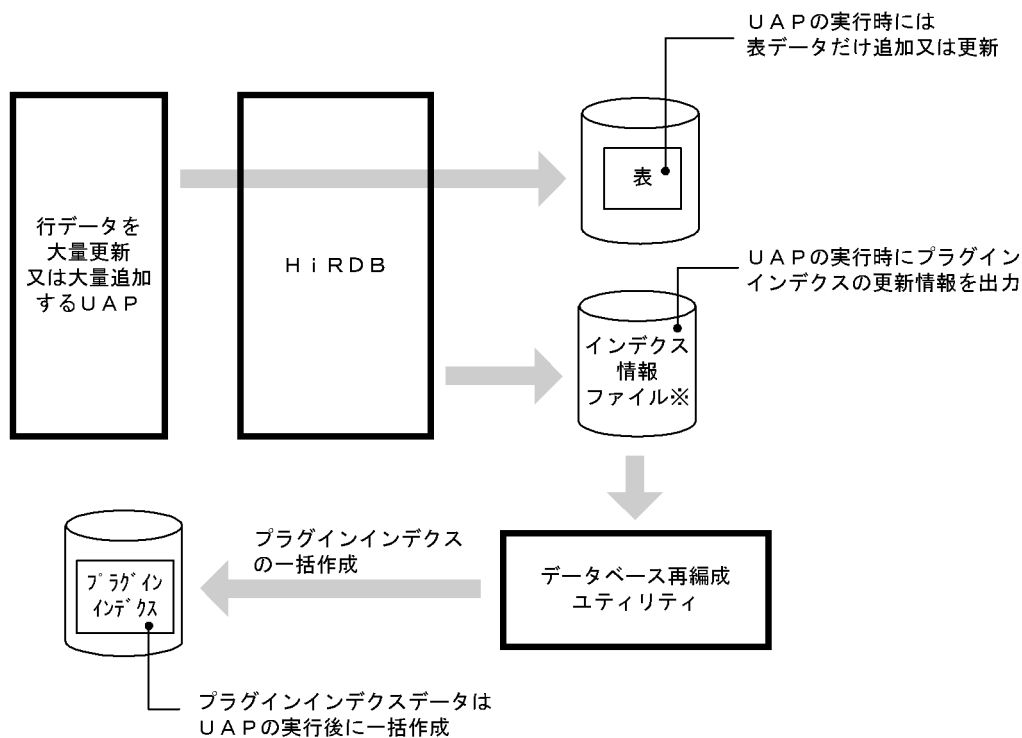 UAPの実行時には
表データだけ追加又は更新
表
行データを
大量更新
又は大量追加
するUAP
HiRDB
UAPの実行時にプラグイン
インデクスの更新情報を出力
インデクス
情報
ファイル※
プラグインインデクス
の一括作成
データベース再編成
ユティリティ
プラグイン
インデクス
プラグインインデクスデータは
UAPの実行後に一括作成